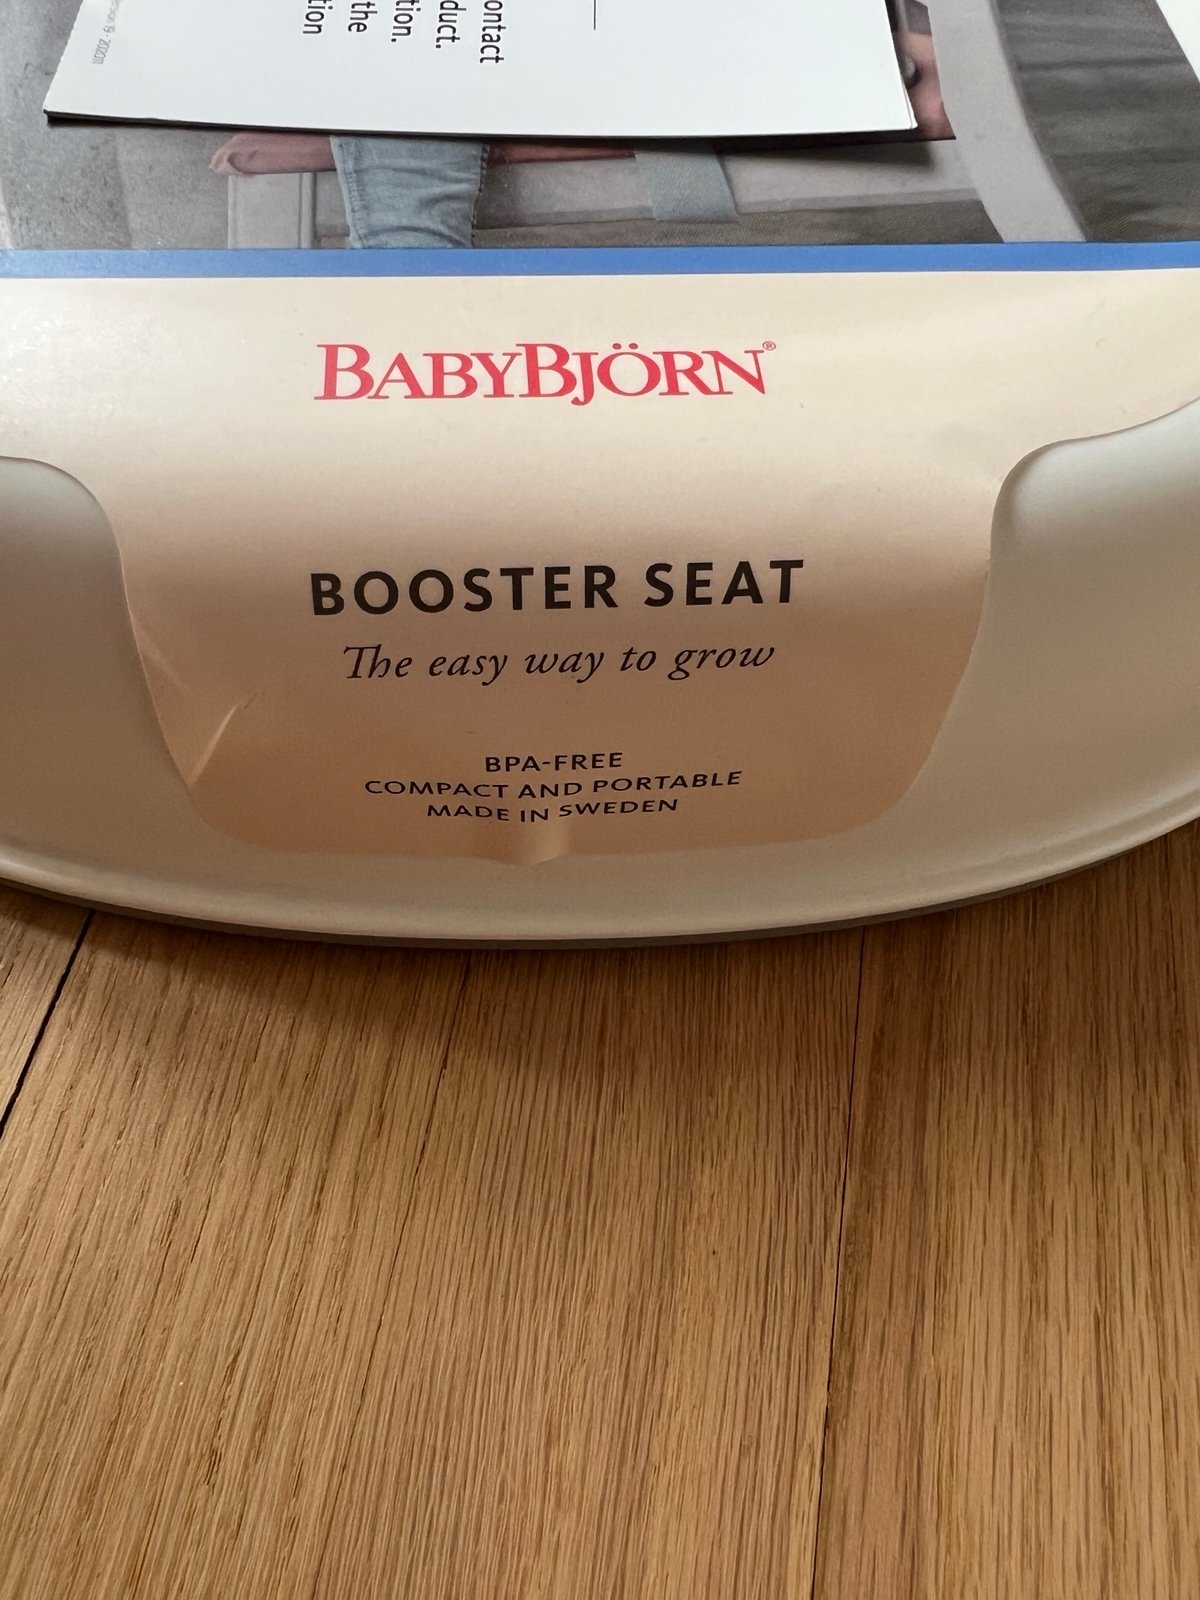 ontact
duct.
tion.
the
tion
BABYBJÖRN®
BOOSTER SEAT
The easy way to grow
BPA-FREE
COMPACT AND PORTABLE
MADE IN SWEDEN